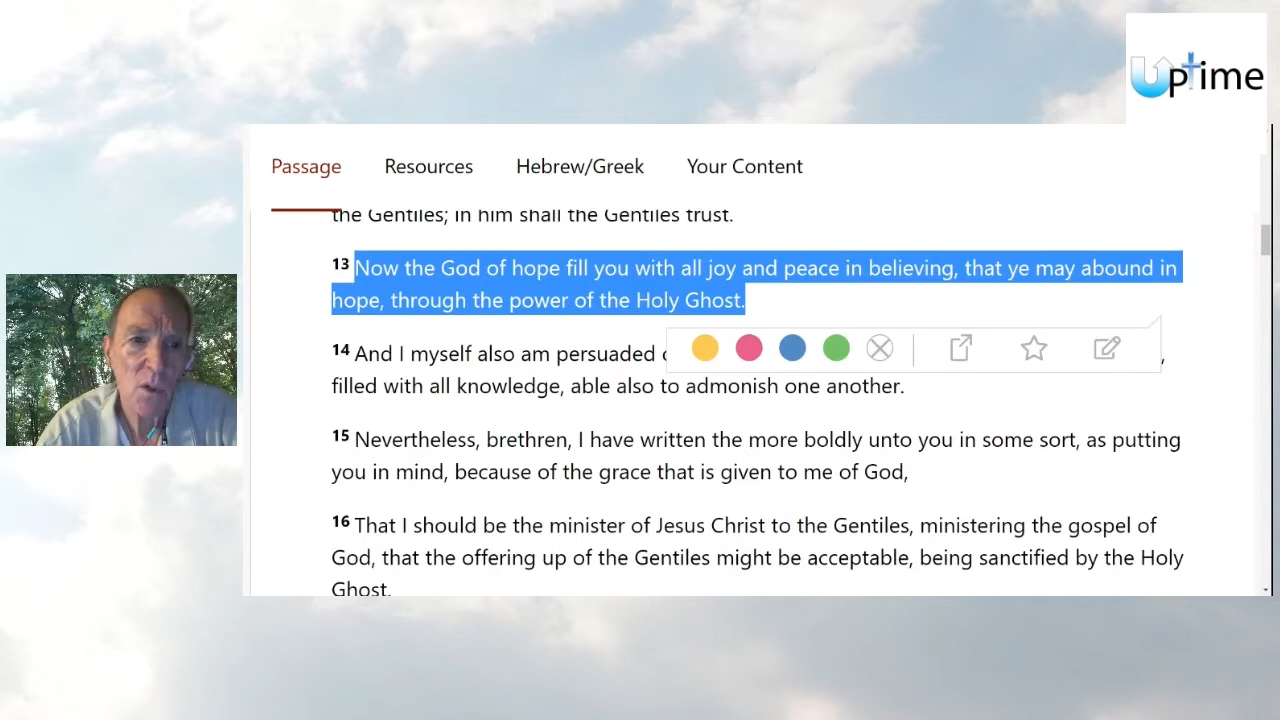 Uptime
Passage Resources Hebrew/Greek Your Content
the Gentiles; in him shall the Gentiles trust.
13 Now the God of hope fill you with all joy and peace in believing, that ye may abound in
hope, through the power of the Holy Ghost.
14 And I myself also am persuaded
filled with all knowledge, able also to admonish one another.
15 Nevertheless, brethren, I have written the more boldly unto you in some sort, as putting
you in mind, because of the grace that is given to me of God,
16 That I should be the minister of Jesus Christ to the Gentiles, ministering the gospel of
God, that the offering up of the Gentiles might be acceptable, being sanctified by the Holy
Ghost.